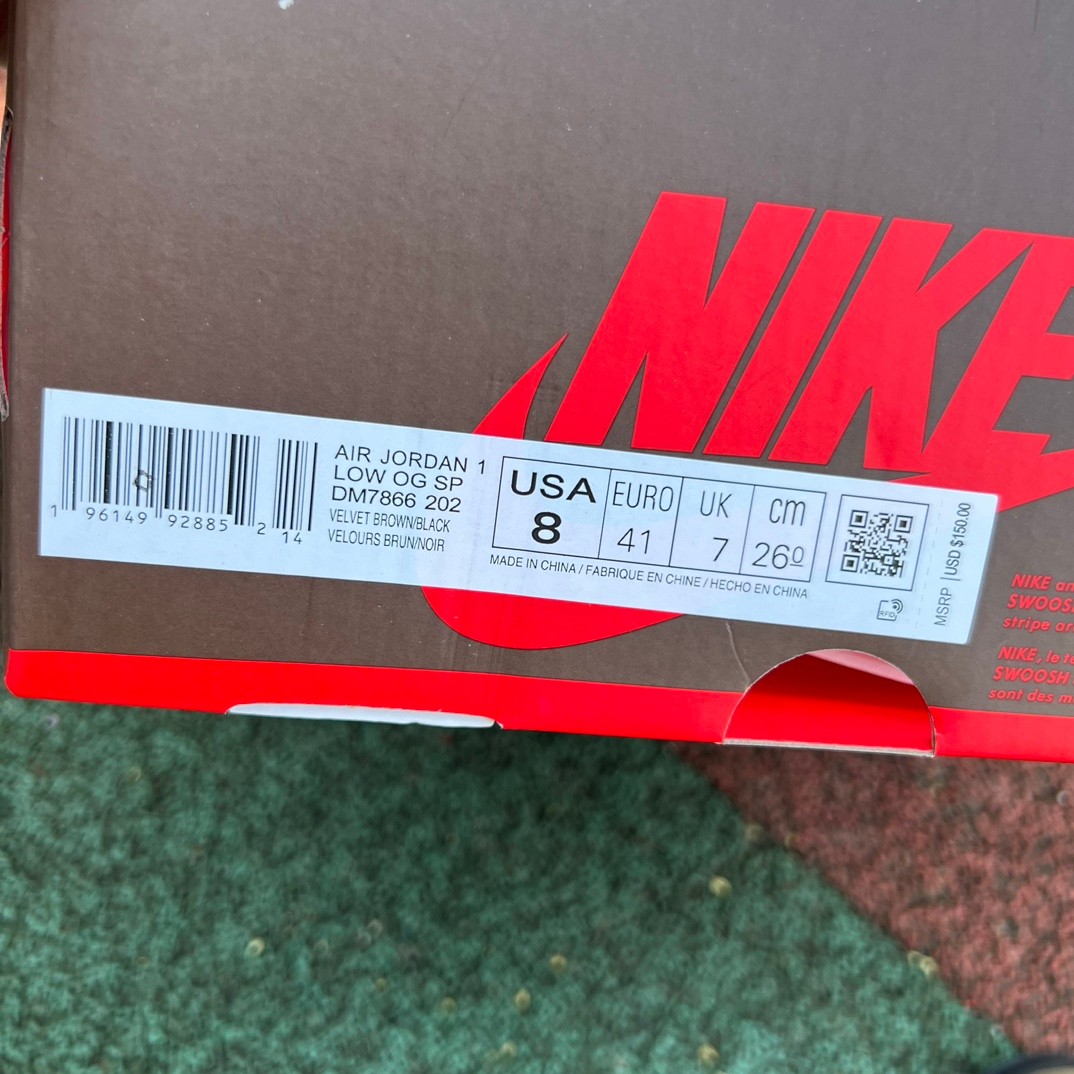 NIKE
AIR JORDAN 1
LOW OG SP
DM7866 202
VELVET BROWN/BLACK
VELOURS BRUN/NOIR
1 96149 92885 2 14
USA EURO UK cm
8 41 7 260
MADE IN CHINA / FABRIQUE EN CHINE / HECHO EN CHINA
RFID
MSRP | USD $150.00
NIKE an
SWOOSH
stripe ar
NIKE, le te
SWOOSH
sont des m